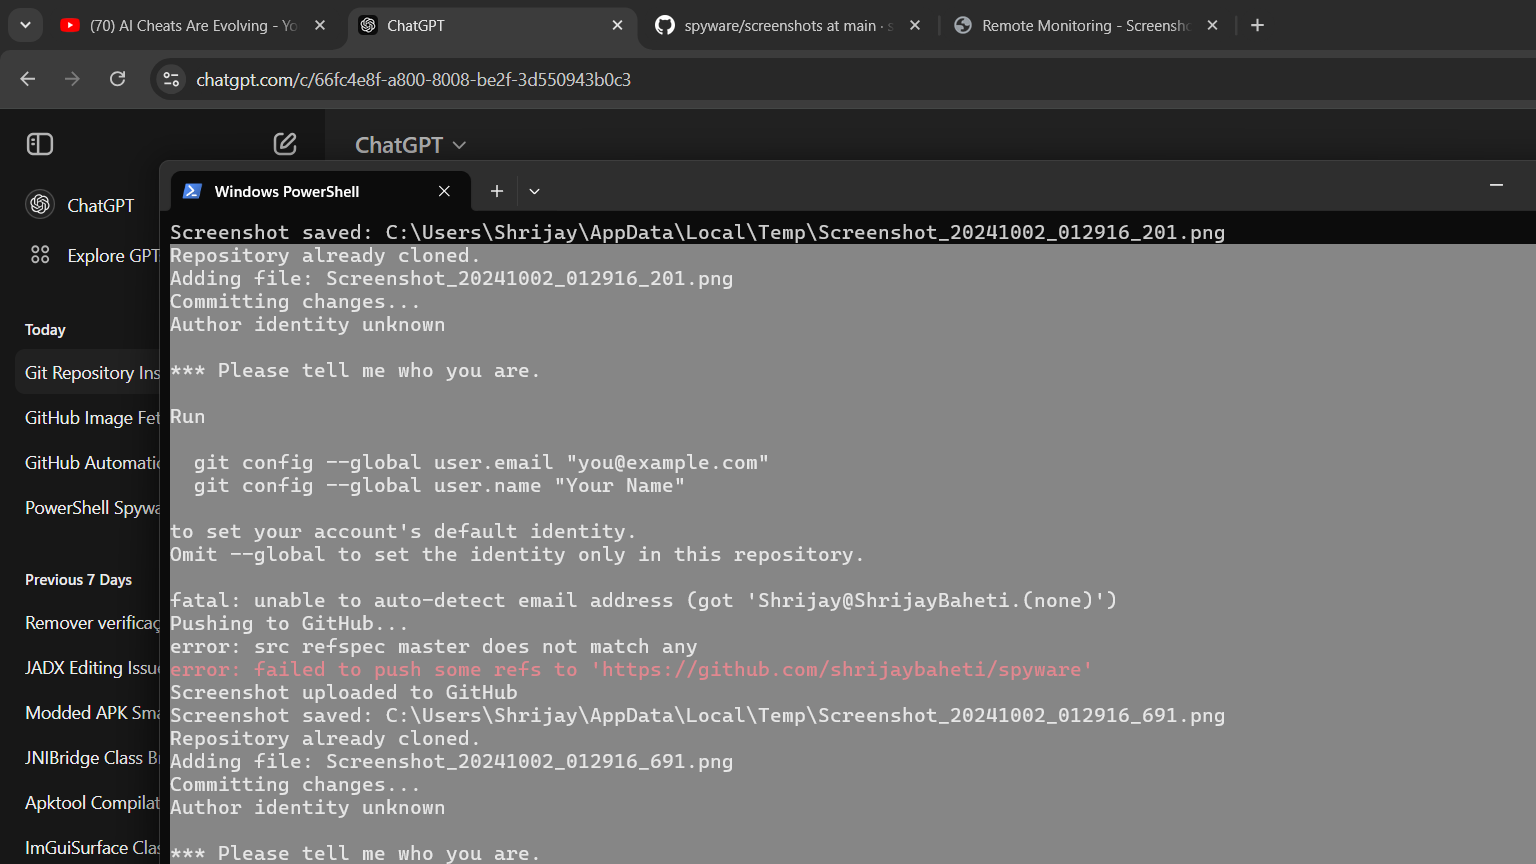 (70) AI Cheats Are Evolving - Yo
ChatGPT
spyware/screenshots at main · s
Remote Monitoring - Screensho
chatgpt.com/c/66fc4e8f-a800-8008-be2f-3d550943b0c3
ChatGPT
ChatGPT
Explore GPT
Today
Git Repository Ins
GitHub Image Fet
GitHub Automatic
PowerShell Spywa
Previous 7 Days
Remover verificaç
JADX Editing Issue
Modded APK Sma
JNIBridge Class Br
Apktool Compilat
ImGuiSurface Clas
Windows PowerShell
Screenshot saved: C:\Users\Shrijay\AppData\Local\Temp\Screenshot_20241002_012916_201.png
Repository already cloned.
Adding file: Screenshot_20241002_012916_201.png
Committing changes...
Author identity unknown
*** Please tell me who you are.
Run
git config --global user.email "you@example.com"
git config --global user.name "Your Name"
to set your account's default identity.
Omit --global to set the identity only in this repository.
fatal: unable to auto-detect email address (got 'Shrijay@ShrijayBaheti.(none)')
Pushing to GitHub...
error: src refspec master does not match any
error: failed to push some refs to 'https://github.com/shrijaybaheti/spyware'
Screenshot uploaded to GitHub
Screenshot saved: C:\Users\Shrijay\AppData\Local\Temp\Screenshot_20241002_012916_691.png
Repository already cloned.
Adding file: Screenshot_20241002_012916_691.png
Committing changes...
Author identity unknown
*** Please tell me who you are.